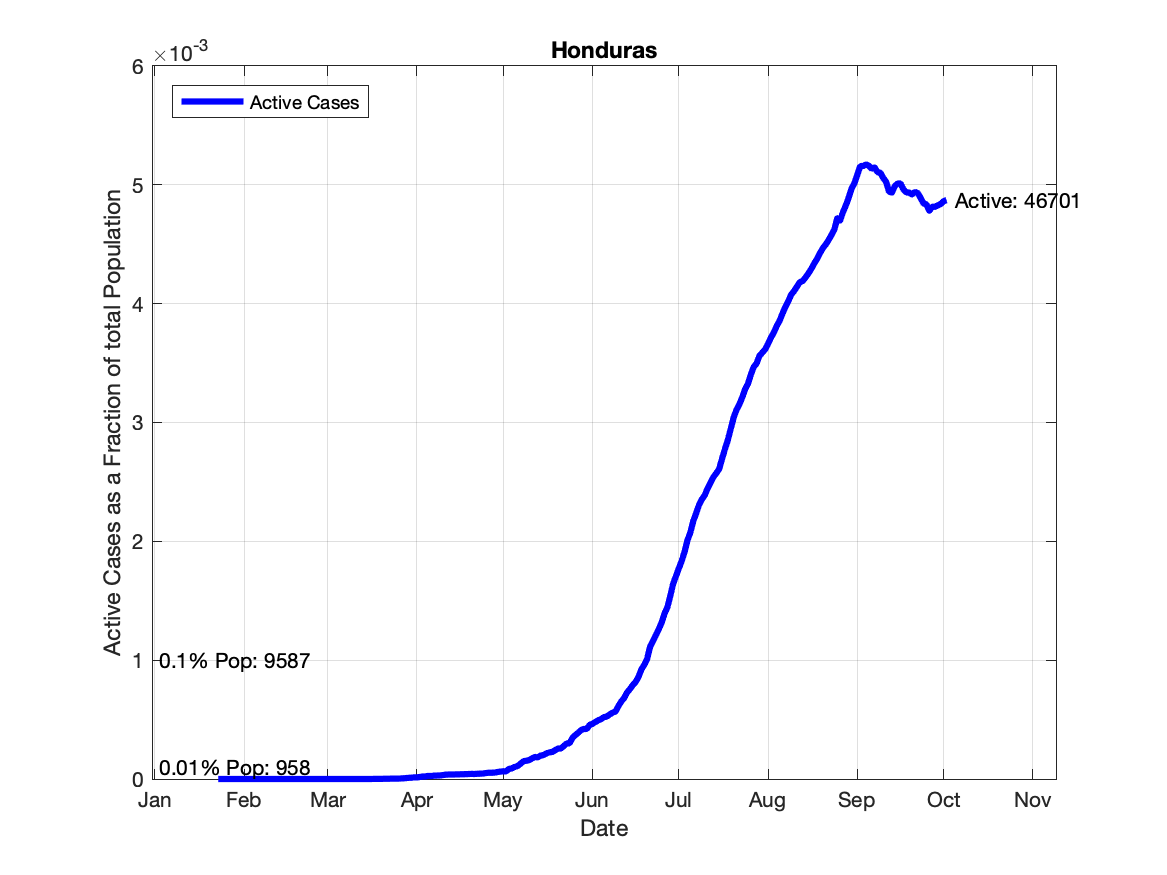 Honduras
×10-3
Active Cases
6
5
4
3
2
1
0
Active Cases as a Fraction of total Population
Active: 46701
0.1% Pop: 9587
0.01% Pop: 958
Jan Feb Mar Apr May Jun Jul Aug Sep Oct Nov
Date